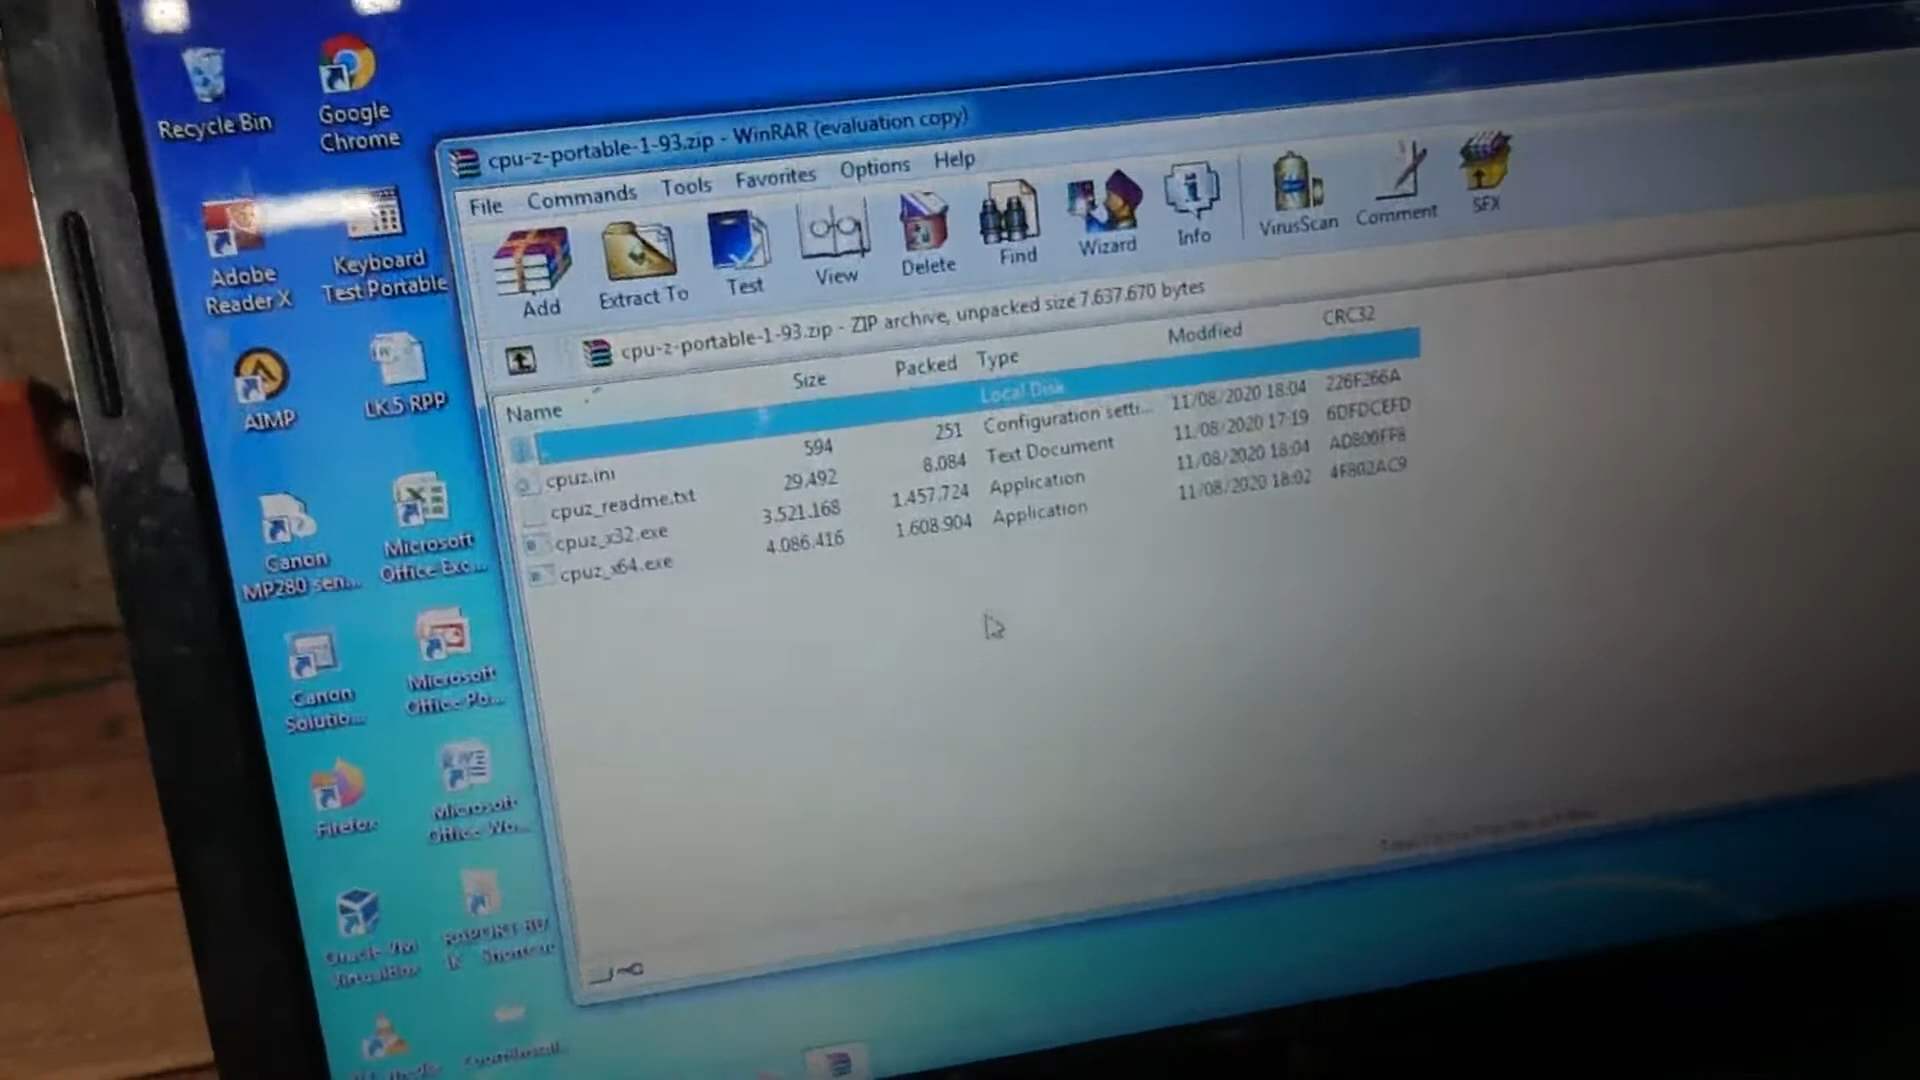 Recycle Bin
Google Chrome
Adobe Reader X
Keyboard Test Portable
AIMP
LK.5 RPP
Canon MP280 seri...
Microsoft Office Exc...
Canon Solutio...
Microsoft Office Po...
Firefox
Microsoft Office Wo...
VirtualBox
cpu-z-portable-1-93.zip - WinRAR (evaluation copy)
File Commands Tools Favorites Options Help
Add Extract To Test View Delete Find Wizard Info VirusScan Comment SFX
cpu-z-portable-1-93.zip - ZIP archive, unpacked size 7.637.670 bytes
Name Size Packed Type Modified CRC32
Local Disk
cpuz.ini 594 251 Configuration setti... 11/08/2020 18:04 226F266A
cpuz_readme.txt 29.492 8.084 Text Document 11/08/2020 17:19 6DFDCEFD
cpuz_x32.exe 3.521.168 1.457.724 Application 11/08/2020 18:04 AD800FF8
cpuz_x64.exe 4.086.416 1.608.904 Application 11/08/2020 18:02 4F802AC9